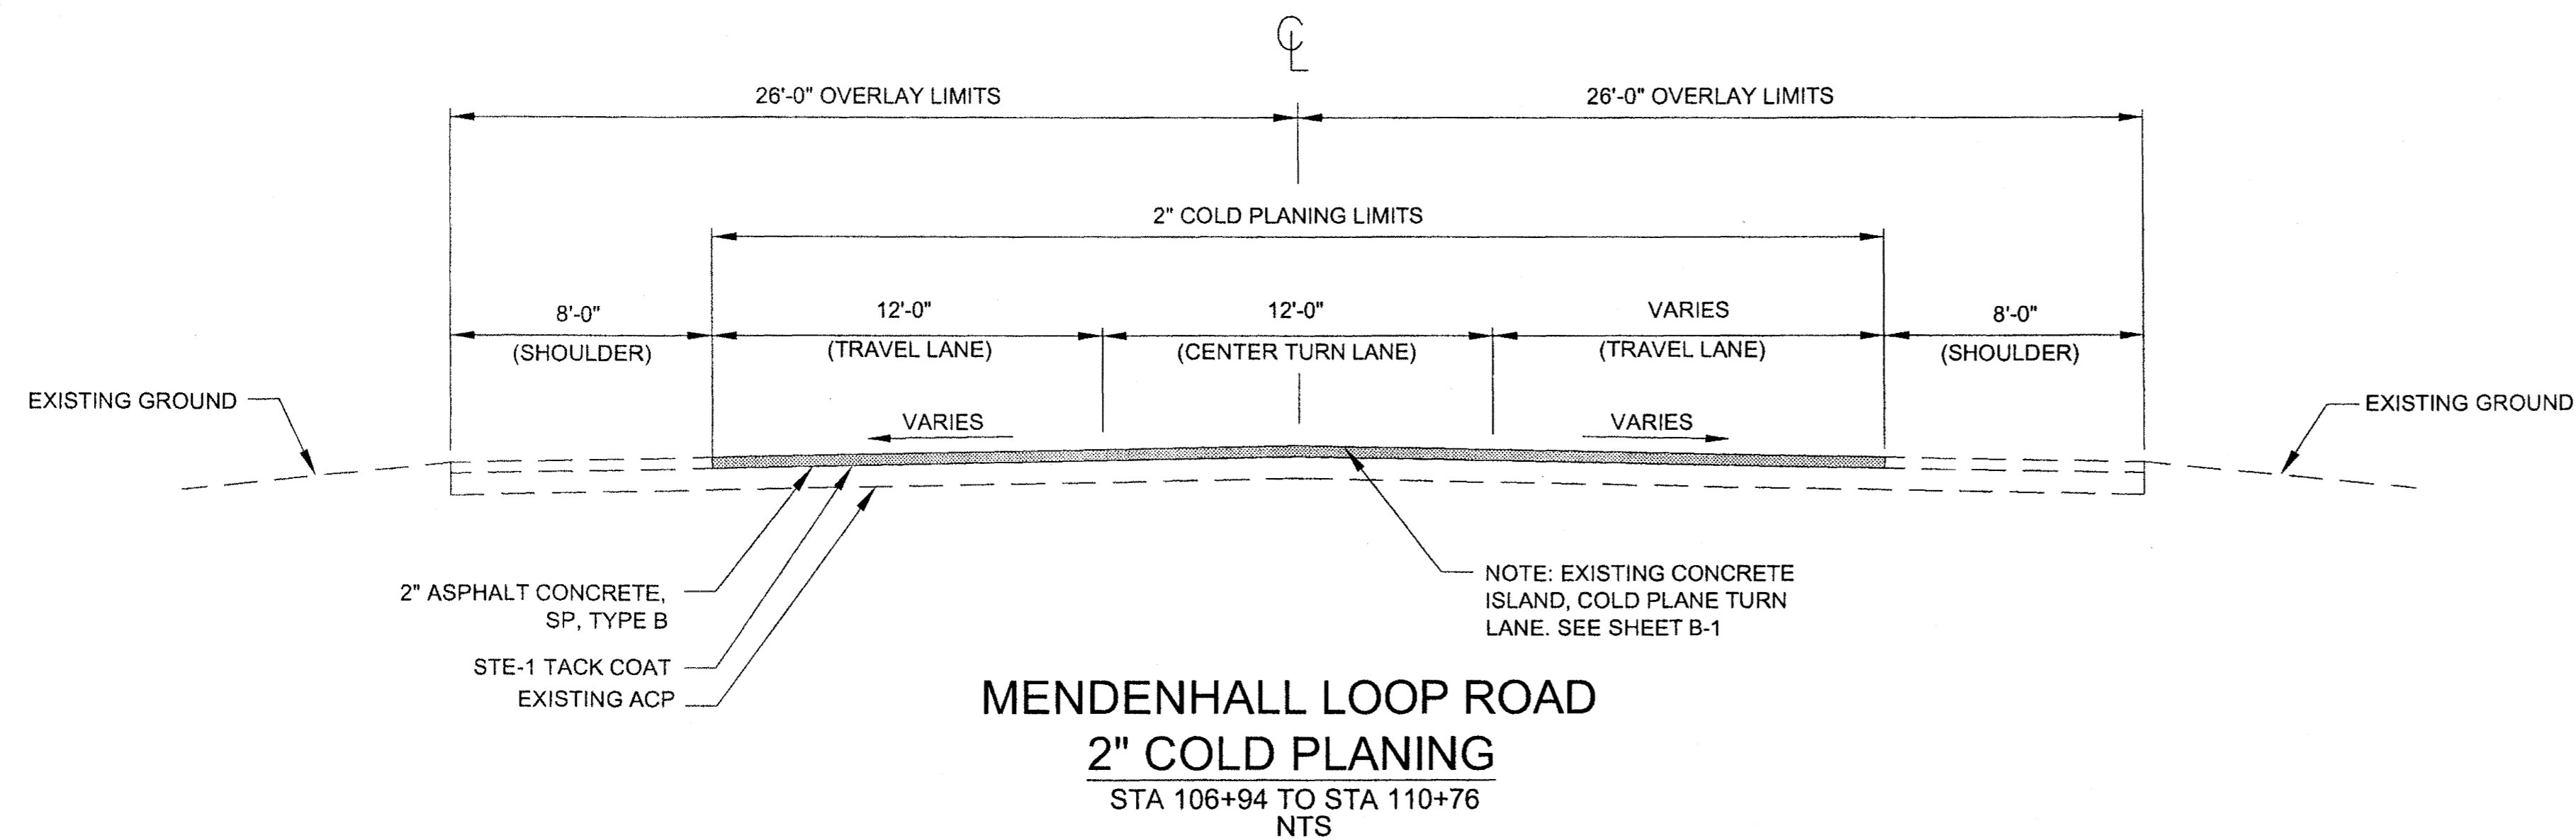 CL
26'-0" OVERLAY LIMITS
26'-0" OVERLAY LIMITS
2" COLD PLANING LIMITS
8'-0"
(SHOULDER)
12'-0"
(TRAVEL LANE)
12'-0"
(CENTER TURN LANE)
VARIES
(TRAVEL LANE)
8'-0"
(SHOULDER)
EXISTING GROUND
VARIES
VARIES
EXISTING GROUND
2" ASPHALT CONCRETE,
SP, TYPE B
STE-1 TACK COAT
EXISTING ACP
NOTE: EXISTING CONCRETE
ISLAND, COLD PLANE TURN
LANE. SEE SHEET B-1
MENDENHALL LOOP ROAD
2" COLD PLANING
STA 106+94 TO STA 110+76
NTS